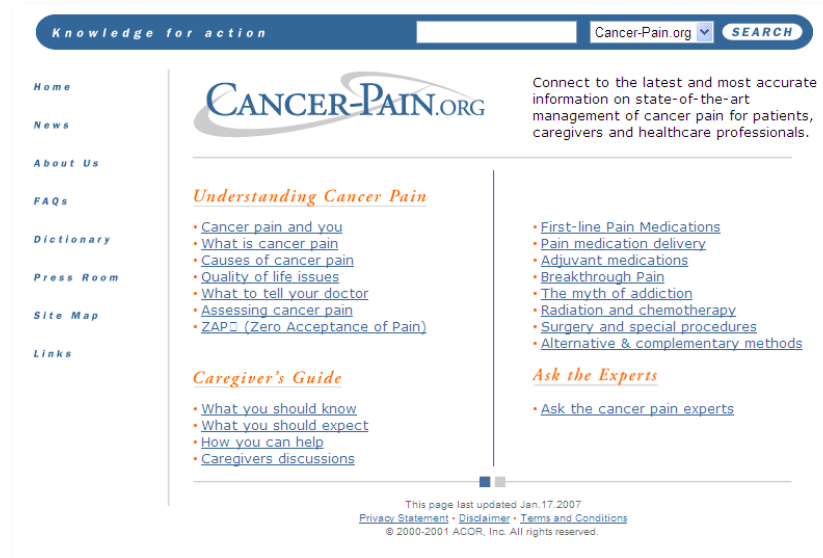 Knowledge for action
Cancer-Pain.org
SEARCH
Home
News
About Us
FAQs
Dictionary
Press Room
Site Map
Links
CANCER-PAIN.ORG
Connect to the latest and most accurate
information on state-of-the-art
management of cancer pain for patients,
caregivers and healthcare professionals.
Understanding Cancer Pain
• Cancer pain and you
• What is cancer pain
• Causes of cancer pain
• Quality of life issues
• What to tell your doctor
• Assessing cancer pain
• ZAP▯ (Zero Acceptance of Pain)
• First-line Pain Medications
• Pain medication delivery
• Adjuvant medications
• Breakthrough Pain
• The myth of addiction
• Radiation and chemotherapy
• Surgery and special procedures
• Alternative & complementary methods
Caregiver's Guide
• What you should know
• What you should expect
• How you can help
• Caregivers discussions
Ask the Experts
• Ask the cancer pain experts
This page last updated Jan.17.2007
Privacy Statement • Disclaimer • Terms and Conditions
© 2000-2001 ACOR, Inc. All rights reserved.